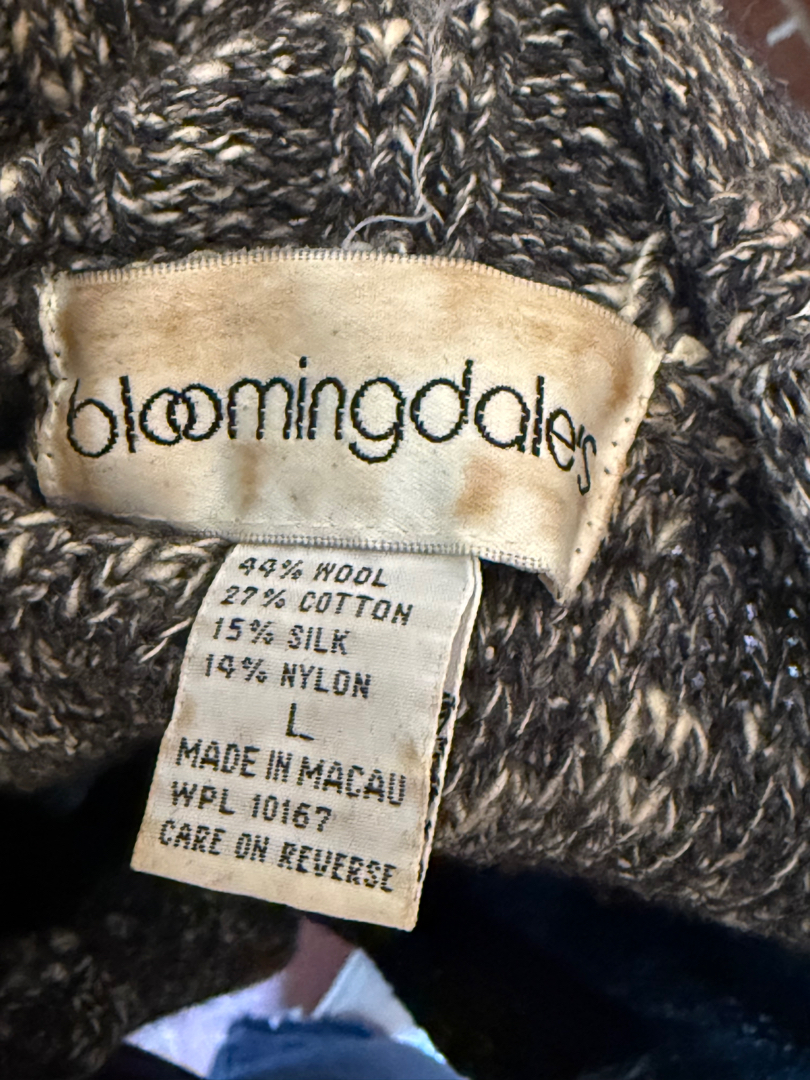 bloomingdale's
44% WOOL
27% COTTON
15% SILK
14% NYLON
L
MADE IN MACAU
WPL 10167
CARE ON REVERSE